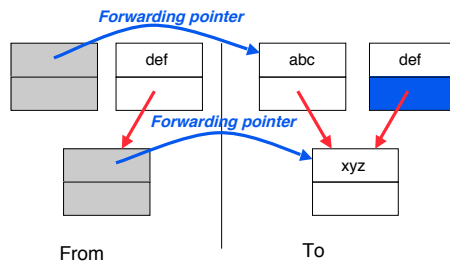 Forwarding pointer
def
abc
def
Forwarding pointer
xyz
From
To